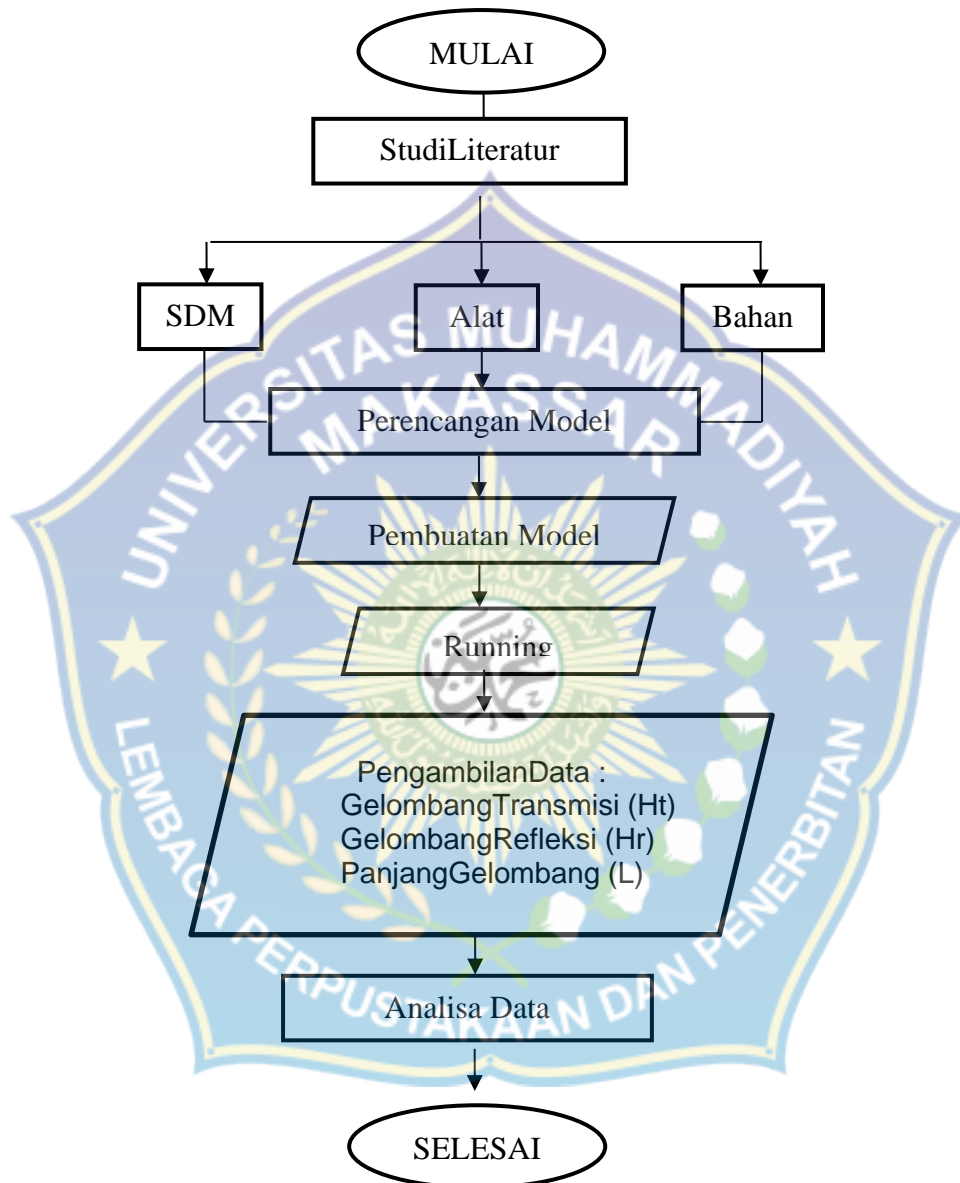 MULAI
StudiLiteratur
SDM
Alat
Bahan
Perencangan Model
Pembuatan Model
Running
PengambilanData :
GelombangTransmisi (Ht)
GelombangRefleksi (Hr)
PanjangGelombang (L)
Analisa Data
SELESAI
UNIVERSITAS MUHAMMADIYAH
MAKASSAR
LEMBAGA PERPUSTAKAAN DAN PENERBITAN